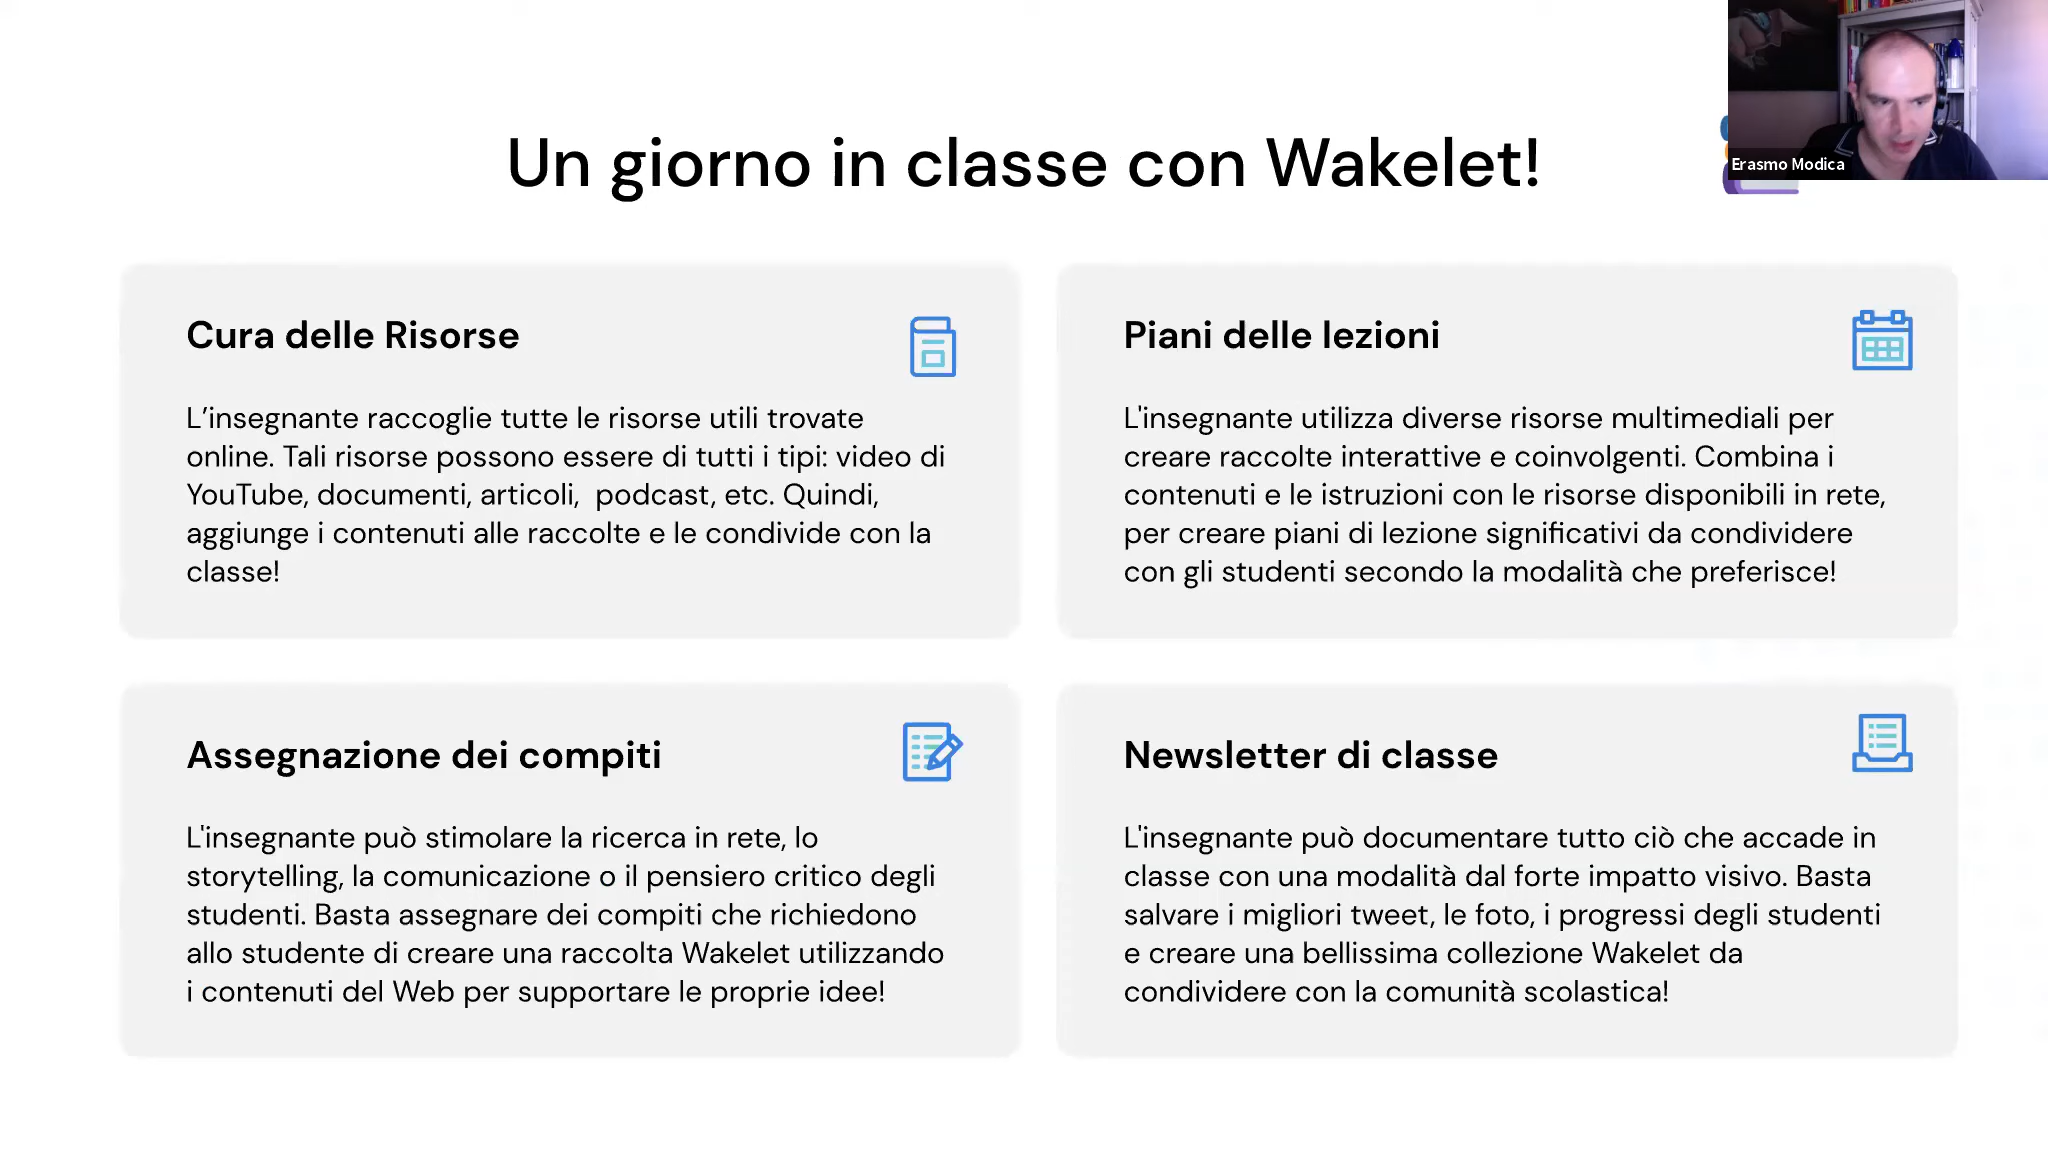 Un giorno in classe con Wakelet!
Erasmo Modica
Cura delle Risorse
L’insegnante raccoglie tutte le risorse utili trovate
online. Tali risorse possono essere di tutti i tipi: video di
YouTube, documenti, articoli,  podcast, etc. Quindi,
aggiunge i contenuti alle raccolte e le condivide con la
classe!
Piani delle lezioni
L'insegnante utilizza diverse risorse multimediali per
creare raccolte interattive e coinvolgenti. Combina i
contenuti e le istruzioni con le risorse disponibili in rete,
per creare piani di lezione significativi da condividere
con gli studenti secondo la modalità che preferisce!
Assegnazione dei compiti
L'insegnante può stimolare la ricerca in rete, lo
storytelling, la comunicazione o il pensiero critico degli
studenti. Basta assegnare dei compiti che richiedono
allo studente di creare una raccolta Wakelet utilizzando
i contenuti del Web per supportare le proprie idee!
Newsletter di classe
L'insegnante può documentare tutto ciò che accade in
classe con una modalità dal forte impatto visivo. Basta
salvare i migliori tweet, le foto, i progressi degli studenti
e creare una bellissima collezione Wakelet da
condividere con la comunità scolastica!